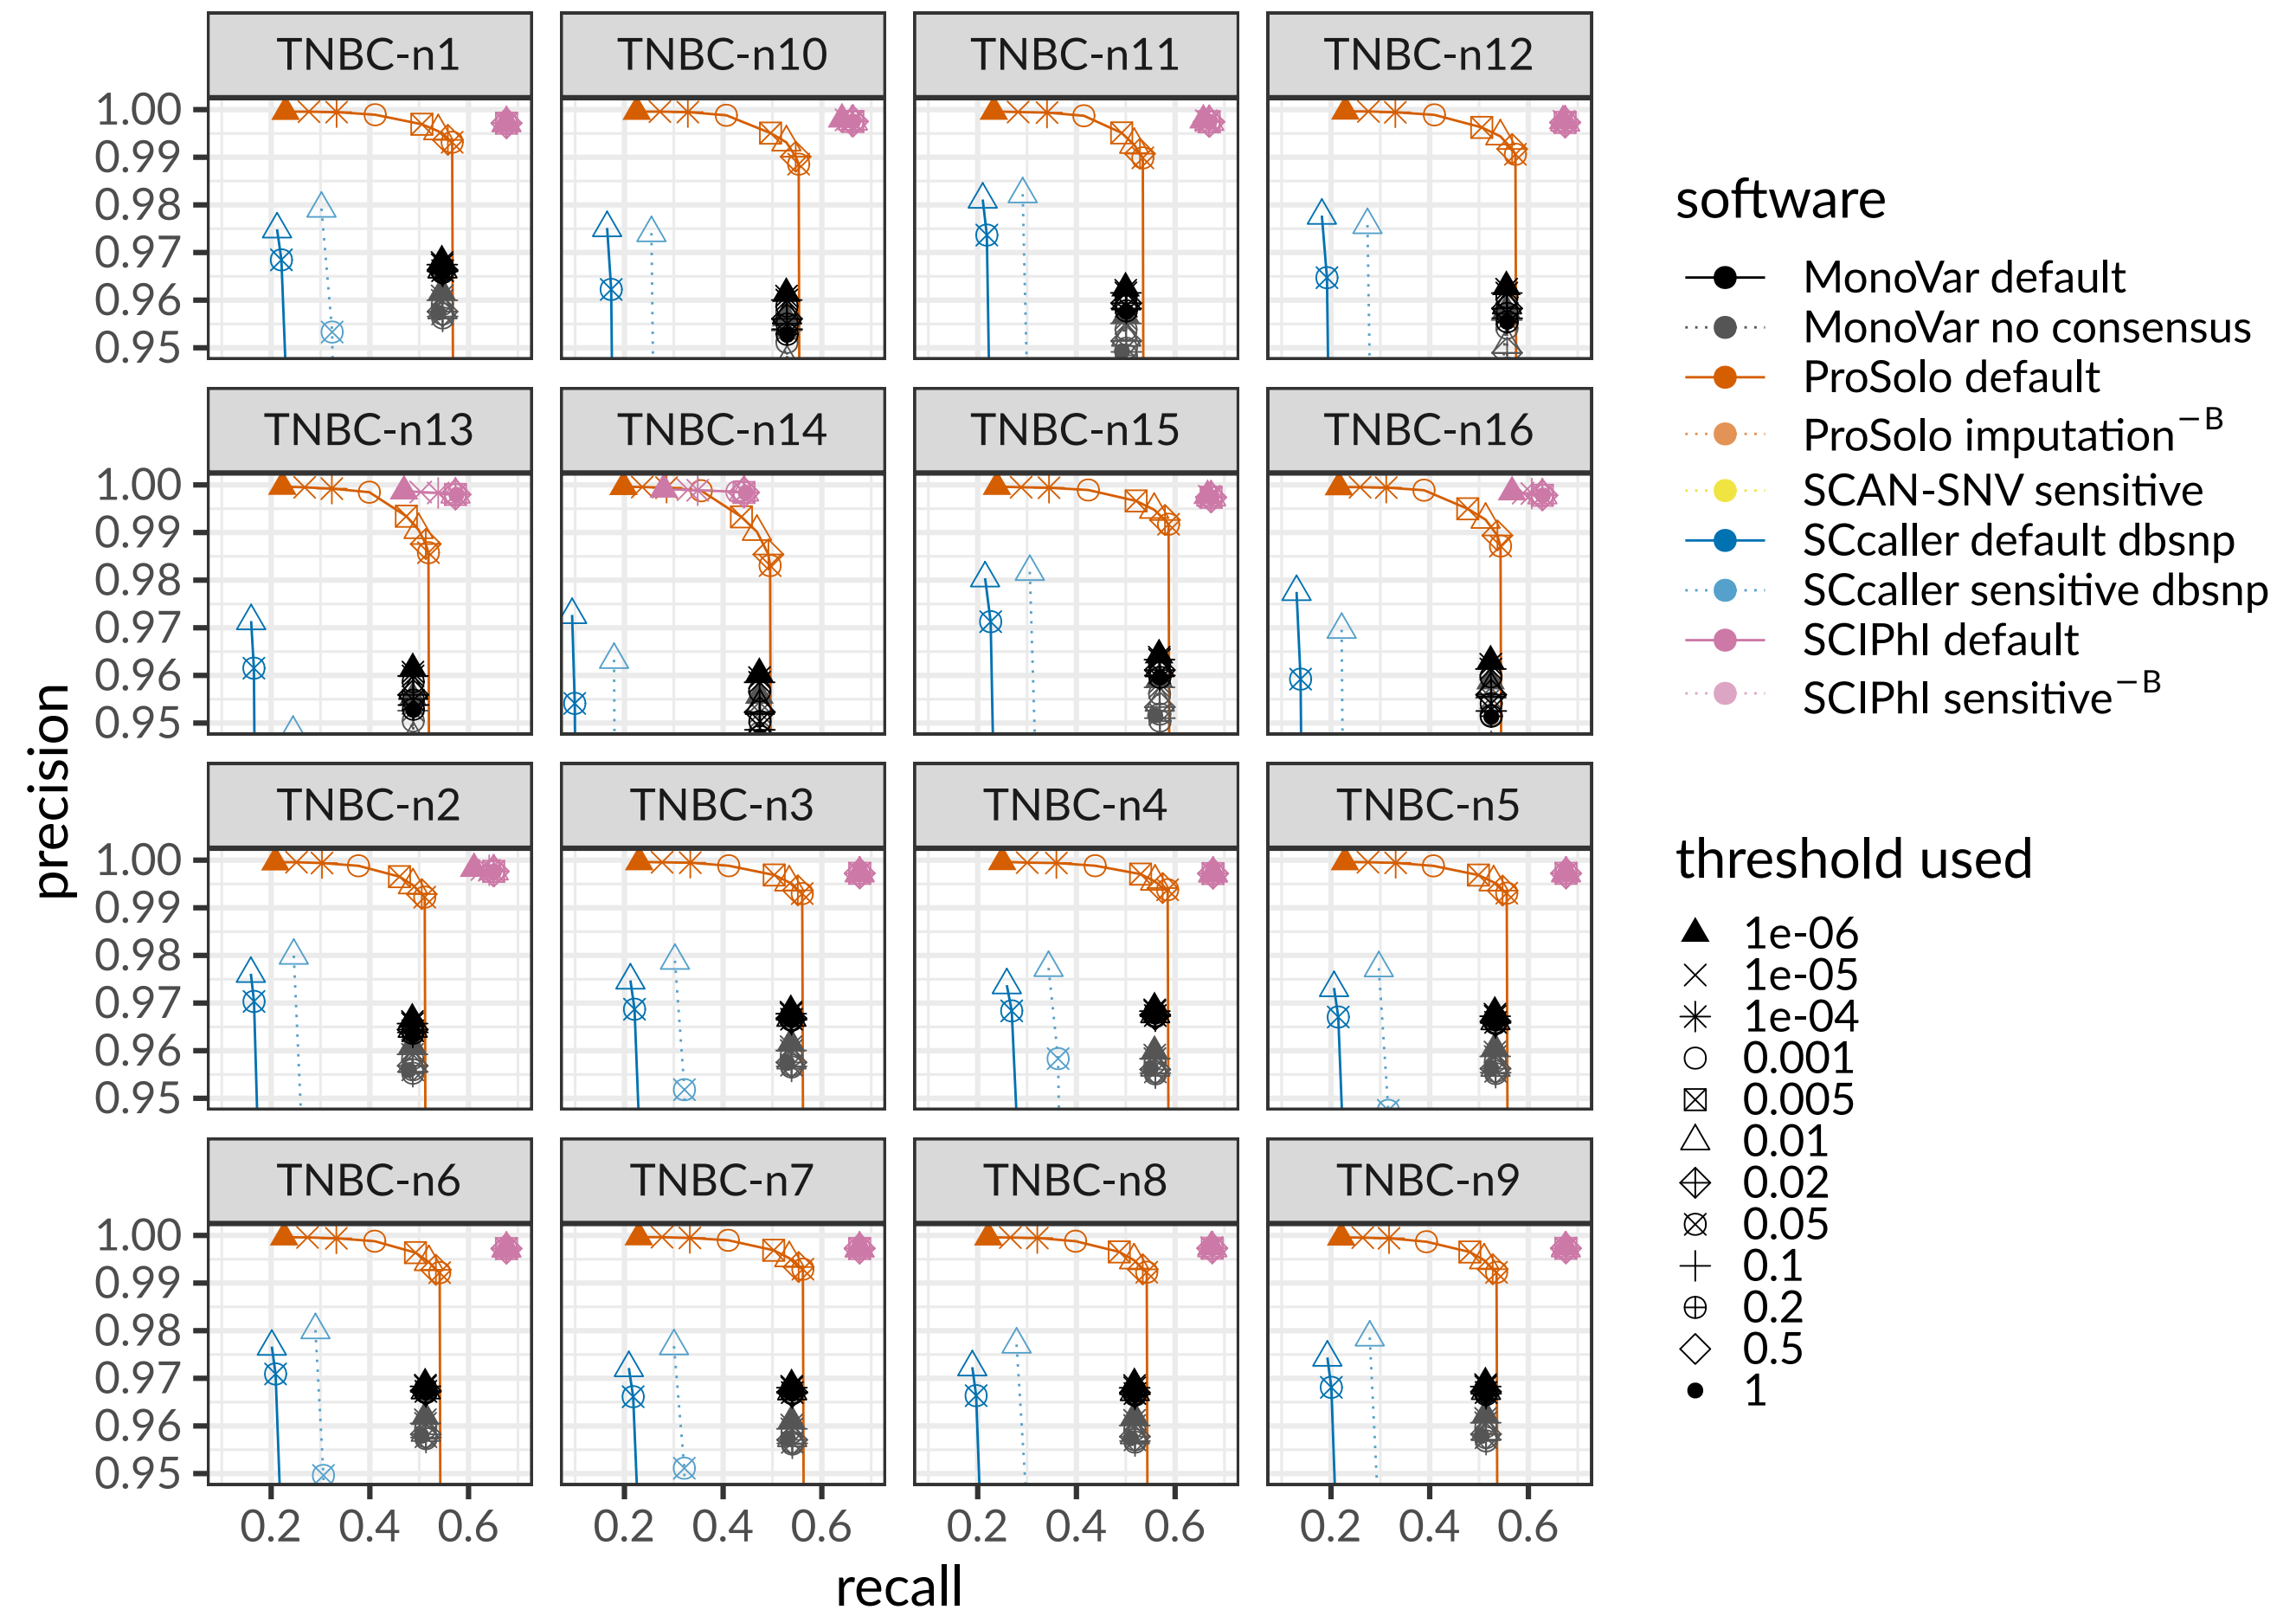 TNBC-n1 TNBC-n10 TNBC-n11 TNBC-n12
1.00
0.99
0.98
0.97
0.96
0.95
TNBC-n13 TNBC-n14 TNBC-n15 TNBC-n16
1.00
0.99
0.98
0.97
0.96
0.95
TNBC-n2 TNBC-n3 TNBC-n4 TNBC-n5
1.00
0.99
0.98
0.97
0.96
0.95
TNBC-n6 TNBC-n7 TNBC-n8 TNBC-n9
1.00
0.99
0.98
0.97
0.96
0.95
0.2 0.4 0.6 0.2 0.4 0.6 0.2 0.4 0.6 0.2 0.4 0.6
recall
precision
software
MonoVar default
MonoVar no consensus
ProSolo default
ProSolo imputation −B
SCAN-SNV sensitive
SCcaller default dbsnp
SCcaller sensitive dbsnp
SCIPhI default
SCIPhI sensitive −B
threshold used
1e-06
1e-05
1e-04
0.001
0.005
0.01
0.02
0.05
0.1
0.2
0.5
1